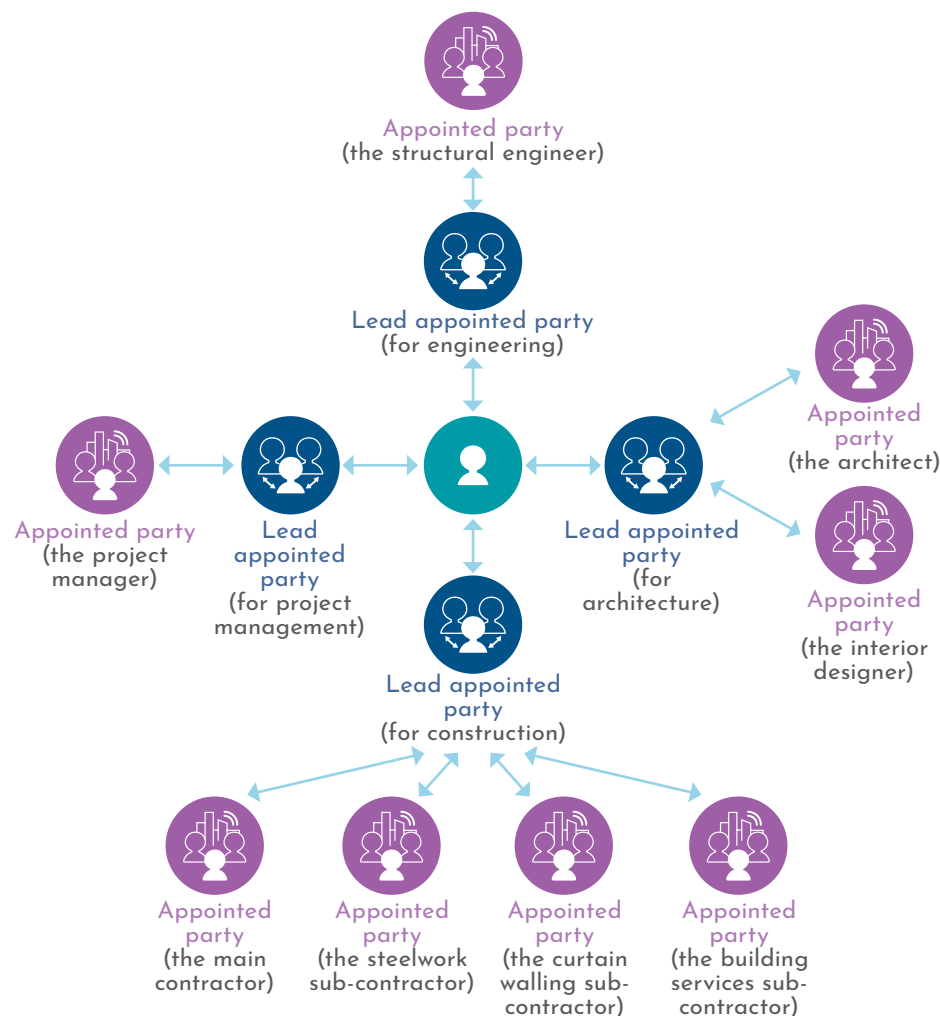 Appointed party
(the structural engineer)
Lead appointed party
(for engineering)
Appointed
party
(the architect)
Appointed party
(the project
manager)
Lead
appointed
party
(for project
management)
Lead appointed
party
(for
architecture)
Appointed
party
(the interior
designer)
Lead appointed
party
(for construction)
Appointed
party
(the main
contractor)
Appointed
party
(the steelwork
sub-contractor)
Appointed
party
(the curtain
walling sub-
contractor)
Appointed
party
(the building
services sub-
contractor)